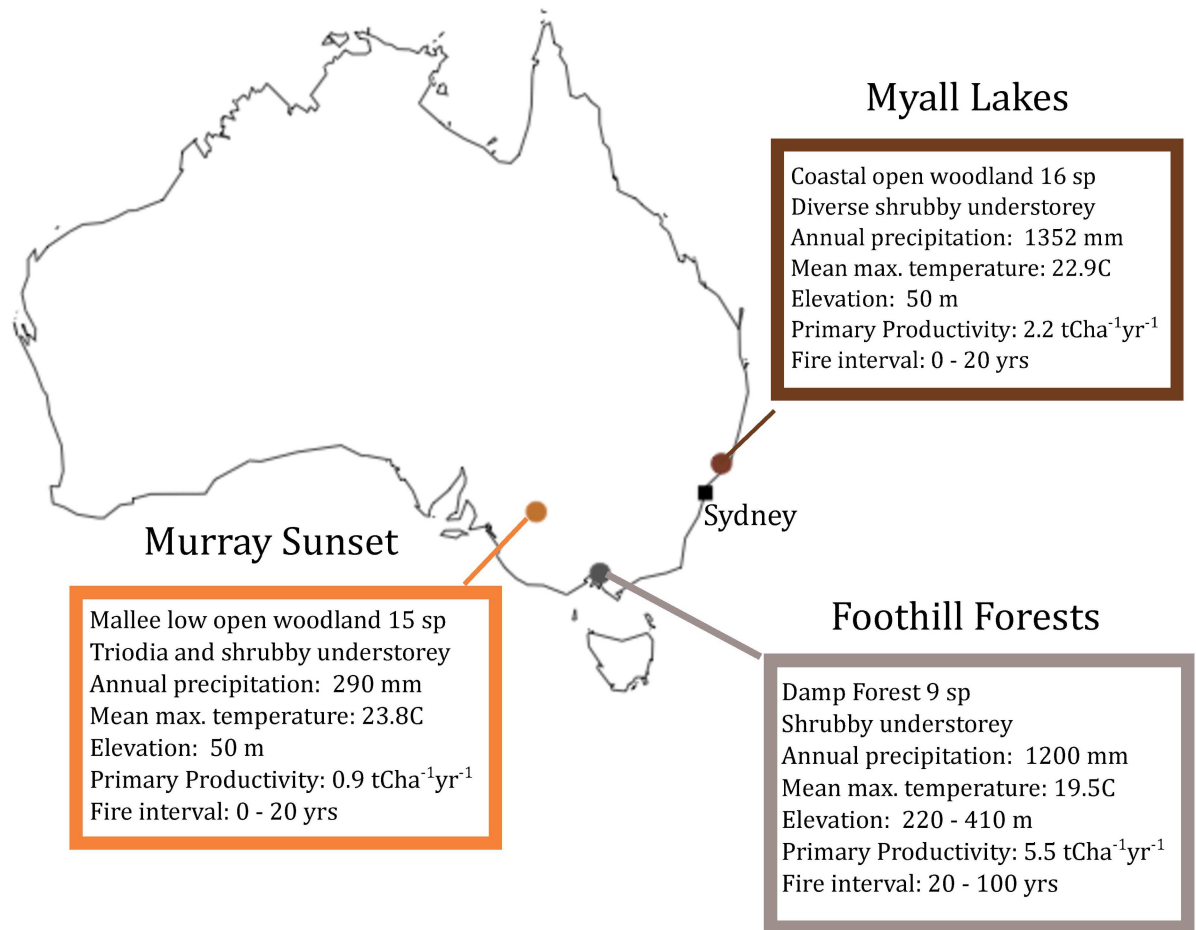 Myall Lakes
Coastal open woodland 16 sp
Diverse shrubby understorey
Annual precipitation:  1352 mm
Mean max. temperature: 22.9C
Elevation:  50 m
Primary Productivity: 2.2 tCha⁻¹yr⁻¹
Fire interval: 0 - 20 yrs
Sydney
Murray Sunset
Mallee low open woodland 15 sp
Triodia and shrubby understorey
Annual precipitation:  290 mm
Mean max. temperature: 23.8C
Elevation:  50 m
Primary Productivity: 0.9 tCha⁻¹yr⁻¹
Fire interval: 0 - 20 yrs
Foothill Forests
Damp Forest 9 sp
Shrubby understorey
Annual precipitation:  1200 mm
Mean max. temperature: 19.5C
Elevation:  220 - 410 m
Primary Productivity: 5.5 tCha⁻¹yr⁻¹
Fire interval: 20 - 100 yrs